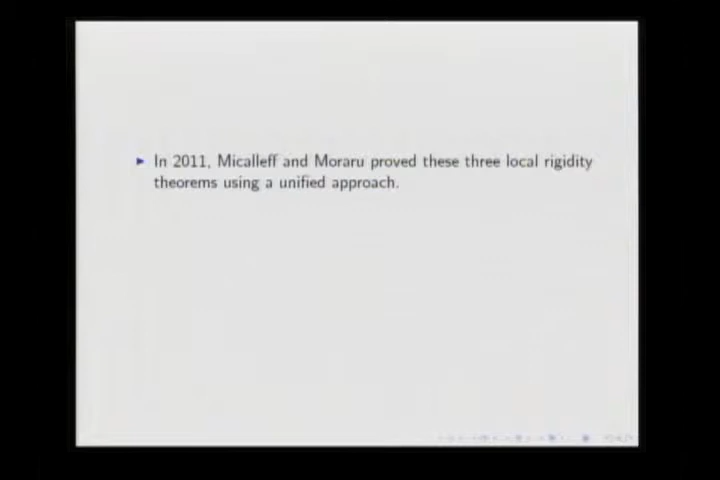 In 2011, Micalleff and Moraru proved these three local rigidity
theorems using a unified approach.